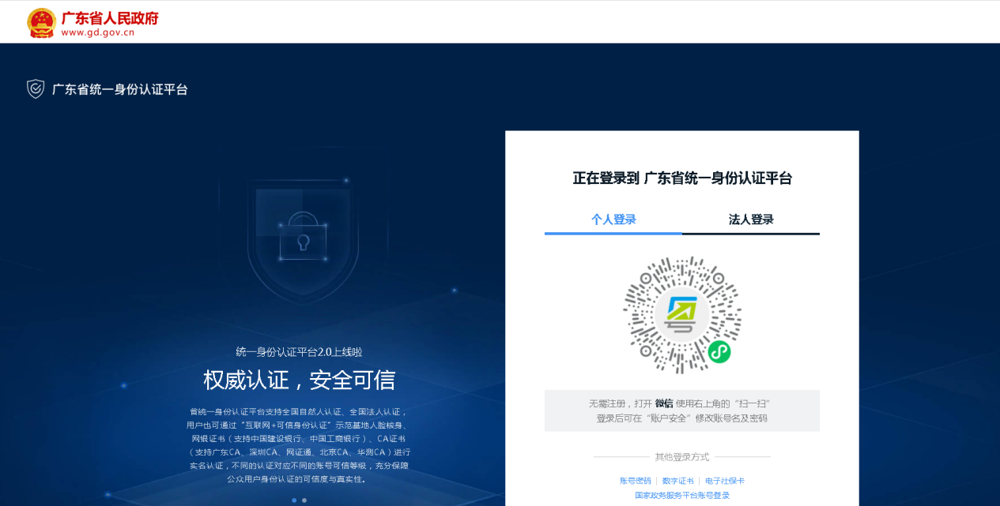 广东省人民政府
www.gd.gov.cn
广东省统一身份认证平台
统一身份认证平台2.0上线啦
权威认证，安全可信
省统一身份认证平台支持全国自然人认证、全国法人认证，
用户也可通过“互联网+可信身份认证”示范基地人脸核身、
网银证书（支持中国建设银行、中国工商银行）、CA证书
（支持广东CA、深圳CA、网证通、北京CA、华测CA）进行
实名认证，不同的认证对应不同的账号可信等级，充分保障
公众用户身份认证的可信度与真实性。
正在登录到 广东省统一身份认证平台
个人登录 法人登录
无需注册，打开 微信 使用右上角的“扫一扫”
登录后可在“账户安全”修改账号名及密码
其他登录方式
账号密码 | 数字证书 | 电子社保卡
国家政务服务平台账号登录